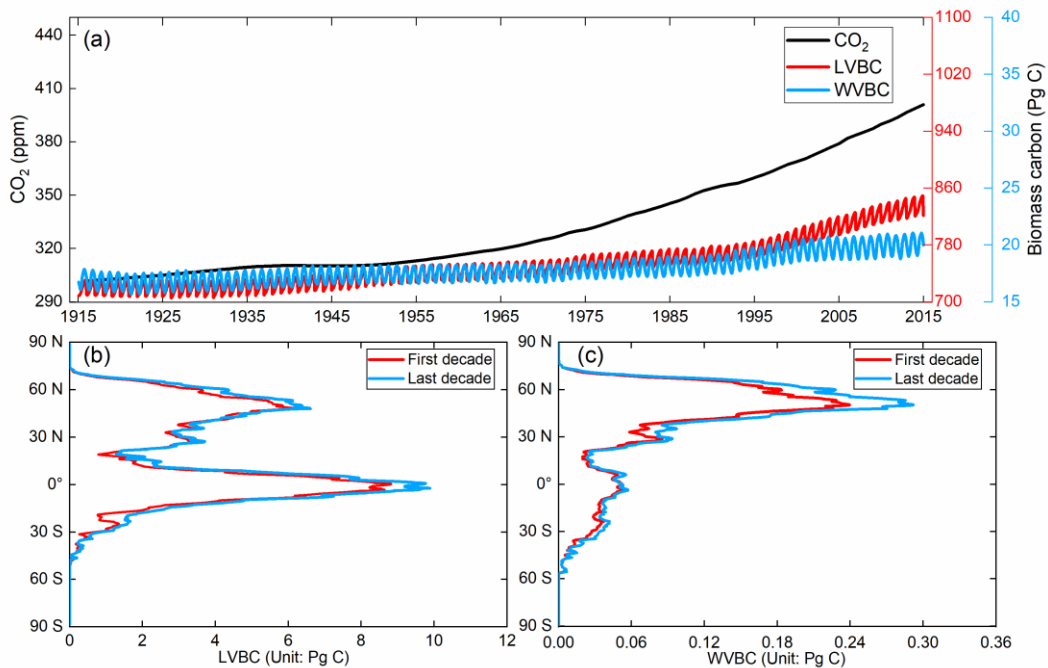 (a)
440
410
380
350
320
290
CO2 (ppm)
CO2
LVBC
WVBC
1100
1020
940
860
780
700
40
35
30
25
20
15
Biomass carbon (Pg C)
1915 1925 1935 1945 1955 1965 1975 1985 1995 2005 2015
(b)
90 N
60 N
30 N
0°
30 S
60 S
90 S
First decade
Last decade
0 2 4 6 8 10 12
LVBC (Unit: Pg C)
(c)
90 N
60 N
30 N
0°
30 S
60 S
90 S
First decade
Last decade
0.00 0.06 0.12 0.18 0.24 0.30 0.36
WVBC (Unit: Pg C)